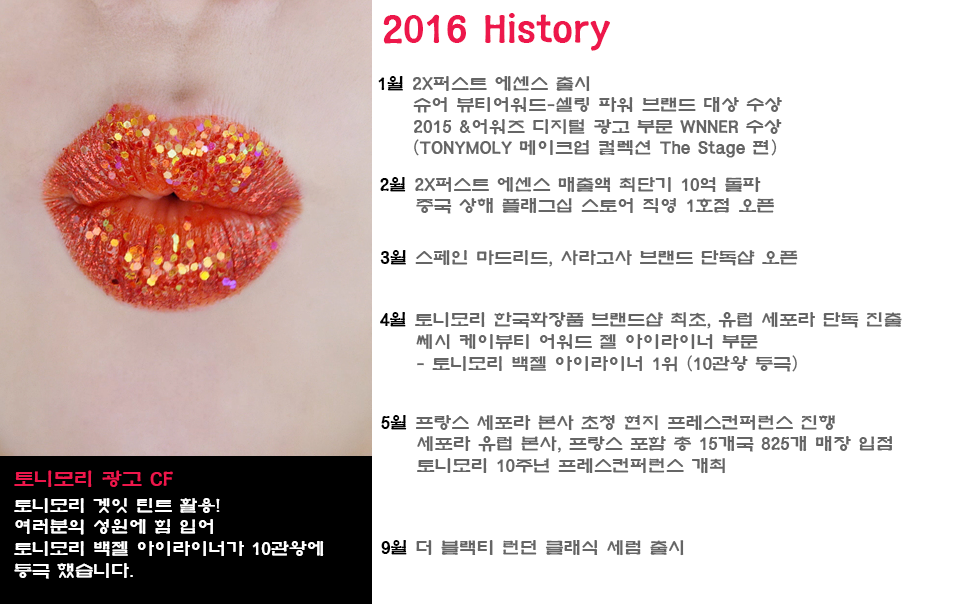 2016 History
1월 2X퍼스트 에센스 출시
슈어 뷰티어워드-셀링 파워 브랜드 대상 수상
2015 &어워즈 디지털 광고 부문 WNNER 수상
(TONYMOLY 메이크업 컬렉션 The Stage 편)
2월 2X퍼스트 에센스 매출액 최단기 10억 돌파
중국 상해 플래그십 스토어 직영 1호점 오픈
3월 스페인 마드리드, 사라고사 브랜드 단독샵 오픈
4월 토니모리 한국화장품 브랜드샵 최초, 유럽 세포라 단독 진출
쎄시 케이뷰티 어워드 젤 아이라이너 부문
- 토니모리 백젤 아이라이너 1위 (10관왕 등극)
5월 프랑스 세포라 본사 초청 현지 프레스컨퍼런스 진행
세포라 유럽 본사, 프랑스 포함 총 15개국 825개 매장 입점
토니모리 10주년 프레스컨퍼런스 개최
9월 더 블랙티 런던 클래식 세럼 출시
토니모리 광고 CF
토니모리 겟잇 틴트 활용!
여러분의 성원에 힘 입어
토니모리 백젤 아이라이너가 10관왕에
등극 했습니다.